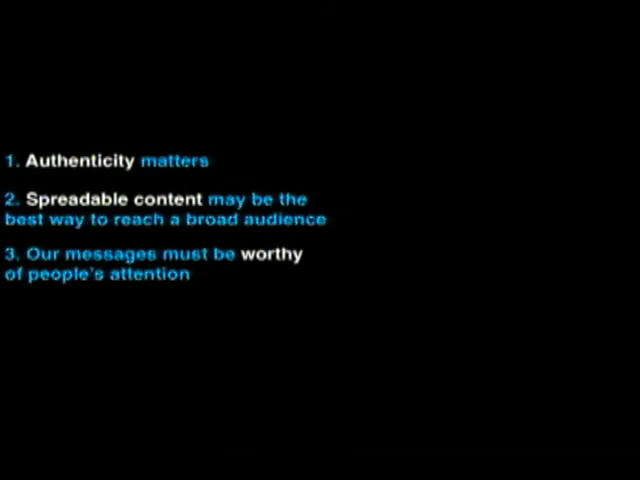 1. Authenticity matters
2. Spreadable content may be the
best way to reach a broad audience
3. Our messages must be worthy
of people's attention